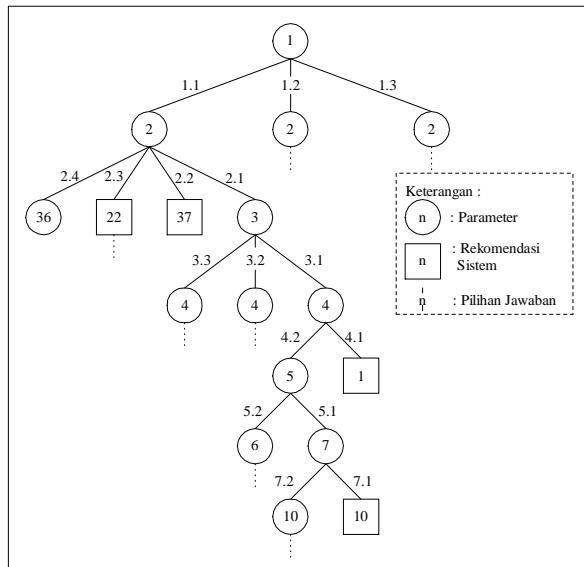 1
1.1 1.2 1.3
2 2 2
2.4 2.3 2.2 2.1
36 22 37 3
3.3 3.2 3.1
4 4 4
4.2 4.1
5 1
5.2 5.1
6 7
7.2 7.1
10 10
Keterangan :
n : Parameter
n : Rekomendasi
Sistem
n : Pilihan Jawaban